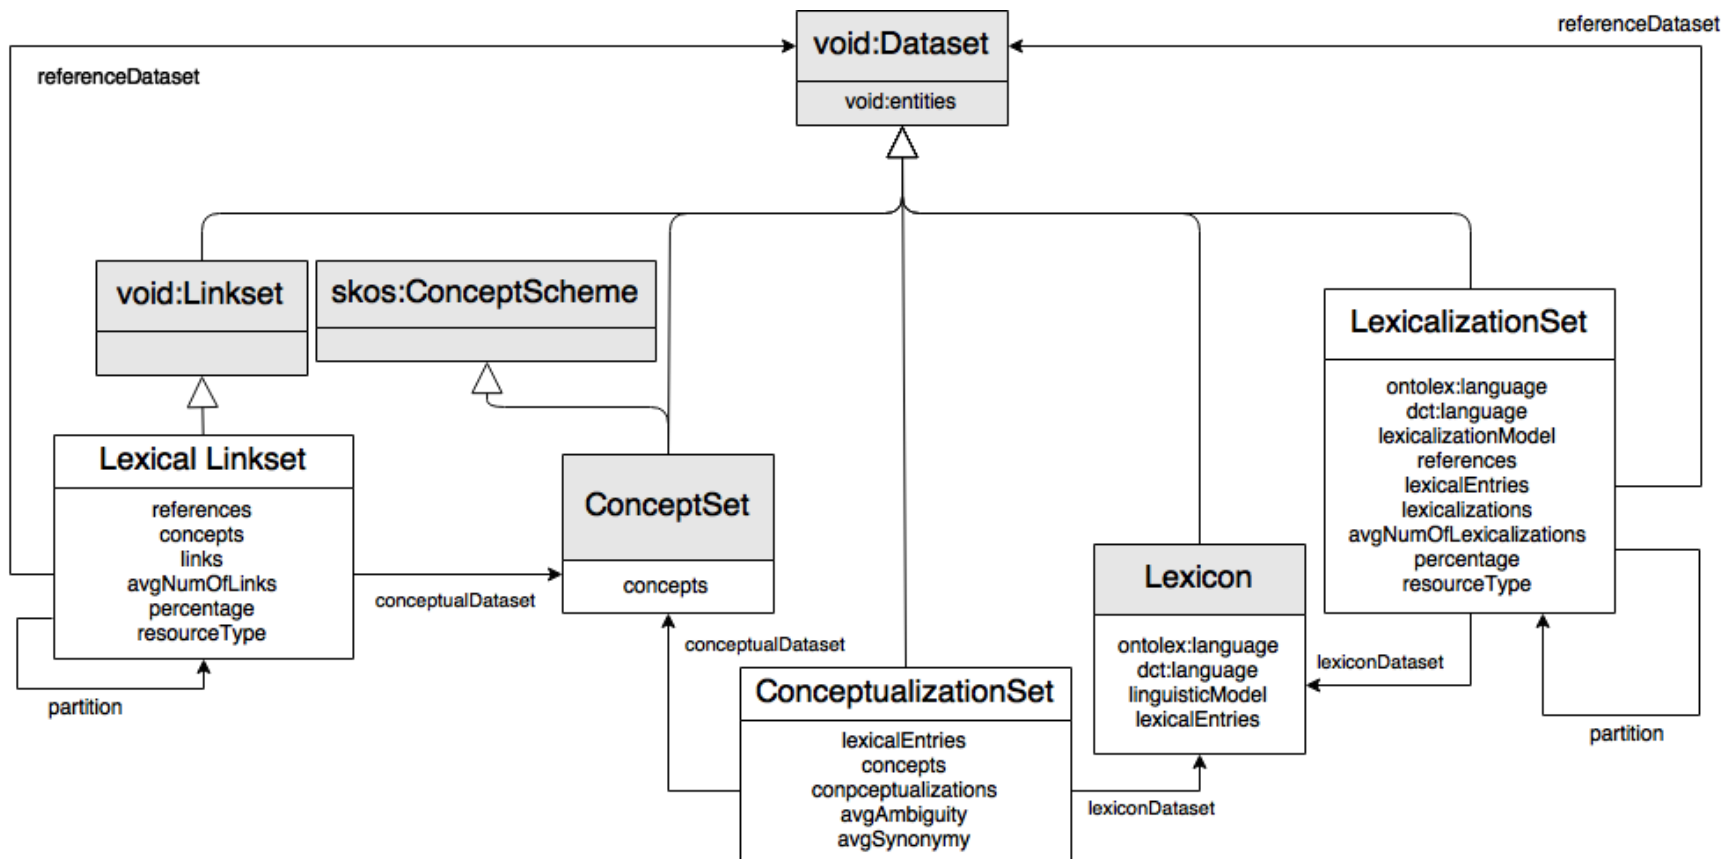 referenceDataset
void:Dataset
void:entities
referenceDataset
void:Linkset
skos:ConceptScheme
LexicalizationSet
ontolex:language
dct:language
lexicalizationModel
references
lexicalEntries
lexicalizations
avgNumOfLexicalizations
percentage
resourceType
Lexical Linkset
references
concepts
links
avgNumOfLinks
percentage
resourceType
partition
conceptualDataset
ConceptSet
concepts
conceptualDataset
ConceptualizationSet
lexicalEntries
concepts
conpceptualizations
avgAmbiguity
avgSynonymy
lexiconDataset
Lexicon
ontolex:language
dct:language
linguisticModel
lexicalEntries
lexiconDataset
partition